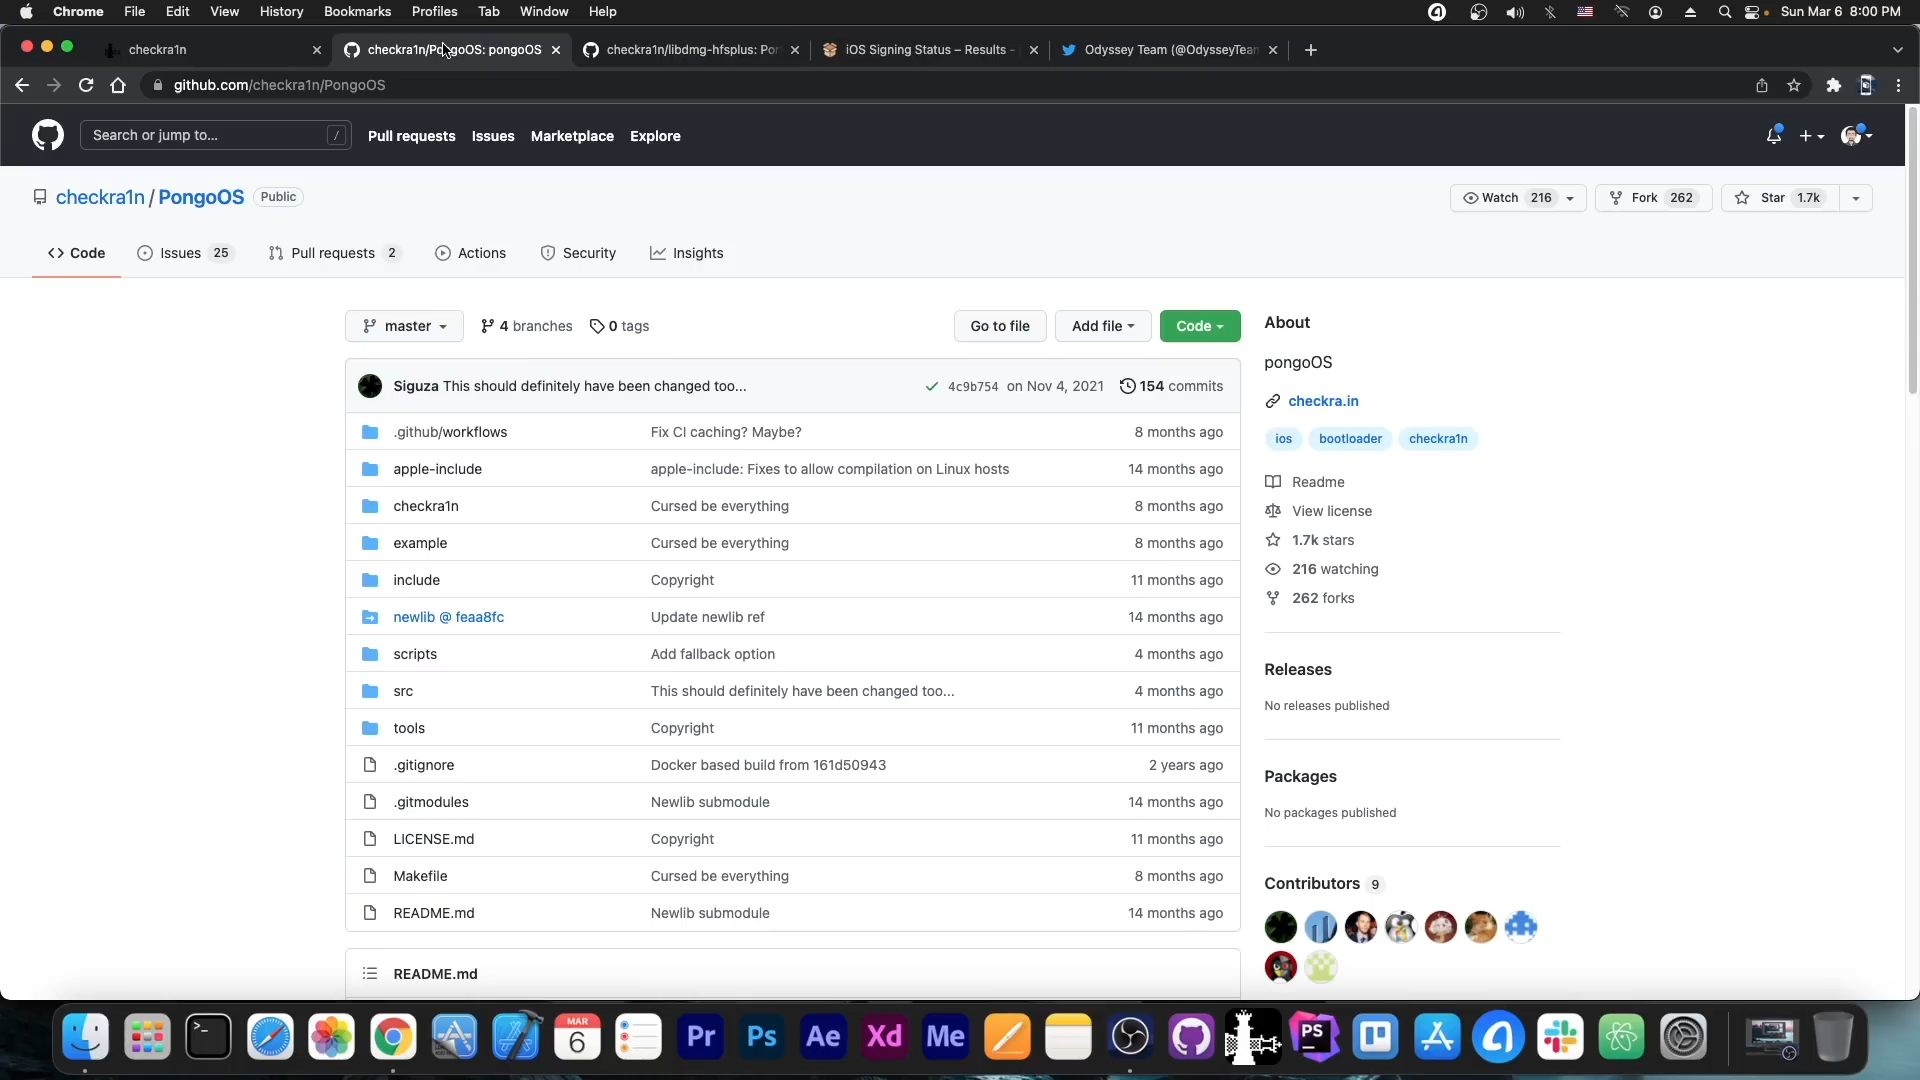 Chrome File Edit View History Bookmarks Profiles Tab Window Help Sun Mar 6 8:00 PM
checkra1n
checkra1n/PongoOS: pongoOS
checkra1n/libdmg-hfsplus: Por
iOS Signing Status – Results -
Odyssey Team (@OdysseyTean
github.com/checkra1n/PongoOS
Search or jump to... / Pull requests Issues Marketplace Explore
checkra1n / PongoOS Public
Watch 216 Fork 262 Star 1.7k
Code Issues 25 Pull requests 2 Actions Security Insights
master 4 branches 0 tags Go to file Add file Code
Siguza This should definitely have been changed too... 4c9b754 on Nov 4, 2021 154 commits
.github/workflows Fix CI caching? Maybe? 8 months ago
apple-include apple-include: Fixes to allow compilation on Linux hosts 14 months ago
checkra1n Cursed be everything 8 months ago
example Cursed be everything 8 months ago
include Copyright 11 months ago
newlib @ feaa8fc Update newlib ref 14 months ago
scripts Add fallback option 4 months ago
src This should definitely have been changed too... 4 months ago
tools Copyright 11 months ago
.gitignore Docker based build from 161d50943 2 years ago
.gitmodules Newlib submodule 14 months ago
LICENSE.md Copyright 11 months ago
Makefile Cursed be everything 8 months ago
README.md Newlib submodule 14 months ago
README.md
About
pongoOS
checkra.in
ios bootloader checkra1n
Readme
View license
1.7k stars
216 watching
262 forks
Releases
No releases published
Packages
No packages published
Contributors 9
MAR
6
Pr Ps Ae Xd Me
PS